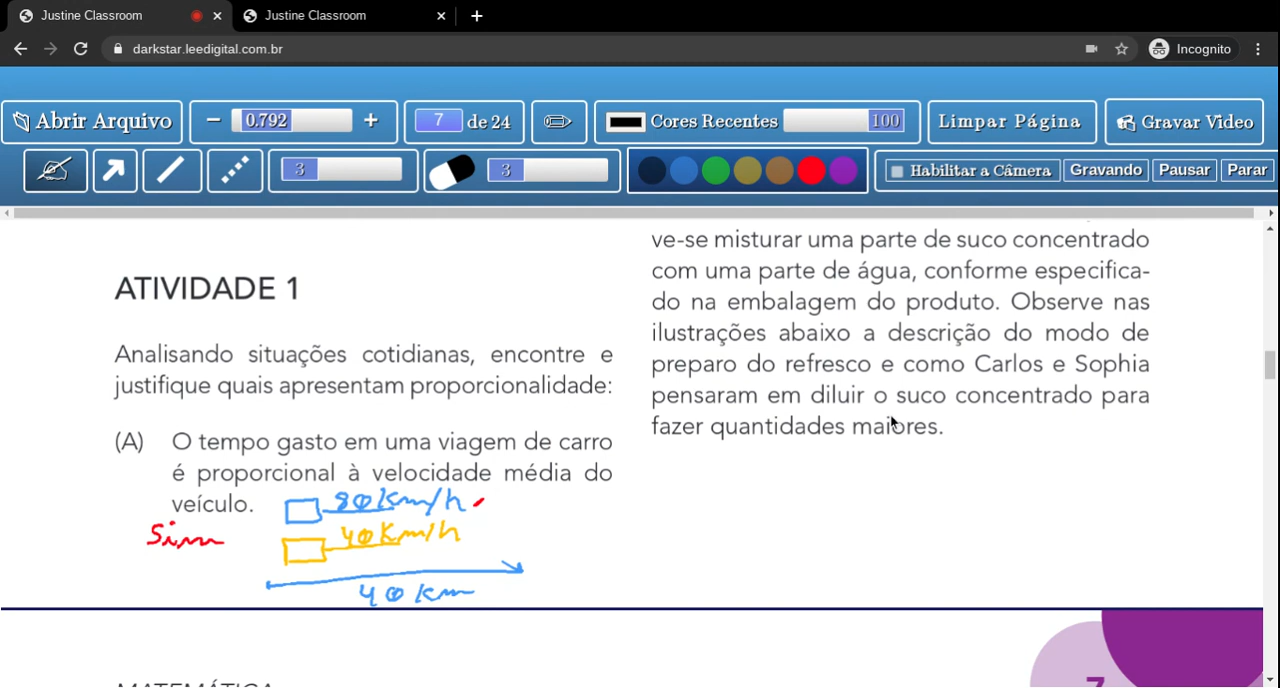 Justine Classroom
Justine Classroom
darkstar.leedigital.com.br
Incognito
Abrir Arquivo
− 0.792 +
7 de 24
Cores Recentes 100
Limpar Página
Gravar Video
3
3
Habilitar a Câmera
Gravando
Pausar
Parar
ATIVIDADE 1
Analisando situações cotidianas, encontre e
justifique quais apresentam proporcionalidade:
(A) O tempo gasto em uma viagem de carro
é proporcional à velocidade média do
veículo.
80km/h
Sim
40Km/h
40 km
ve-se misturar uma parte de suco concentrado
com uma parte de água, conforme especifica-
do na embalagem do produto. Observe nas
ilustrações abaixo a descrição do modo de
preparo do refresco e como Carlos e Sophia
pensaram em diluir o suco concentrado para
fazer quantidades maiores.
MATEMÁTICA
7